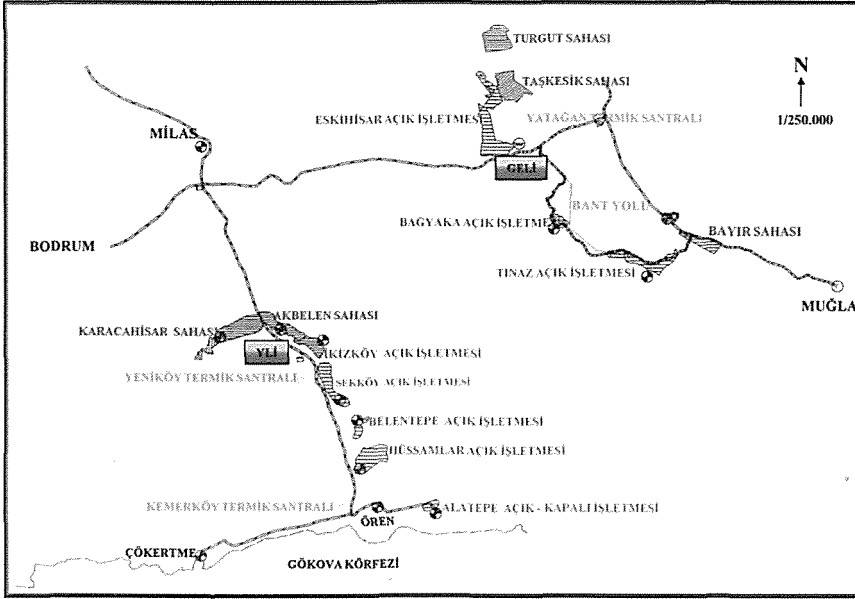 TURGUT SAHASI
TAŞKESİK SAHASI
N
1/250.000
ESKİHİSAR AÇIK İŞLETMESİ
YATAĞAN TERMİK SANTRALI
MİLAS
GELİ
BANT YOLU
BAGYAKA AÇIK İŞLETME
BAYIR SAHASI
BODRUM
TINAZ AÇIK İŞLETMESİ
MUĞLA
AKBELEN SAHASI
KARACAHİSAR SAHASI
YLİ
İKİZKÖY AÇIK İŞLETMESİ
YENİKÖY TERMİK SANTRALI
SEKKÖY AÇIK İŞLETMESİ
BELENTEPE AÇIK İŞLETMESİ
HÜSSAMLAR AÇIK İŞLETMESİ
KEMERKÖY TERMİK SANTRALI
ALATEPE AÇIK - KAPALI İŞLETMESİ
ÖREN
ÇÖKERTME
GÖKOVA KÖRFEZİ